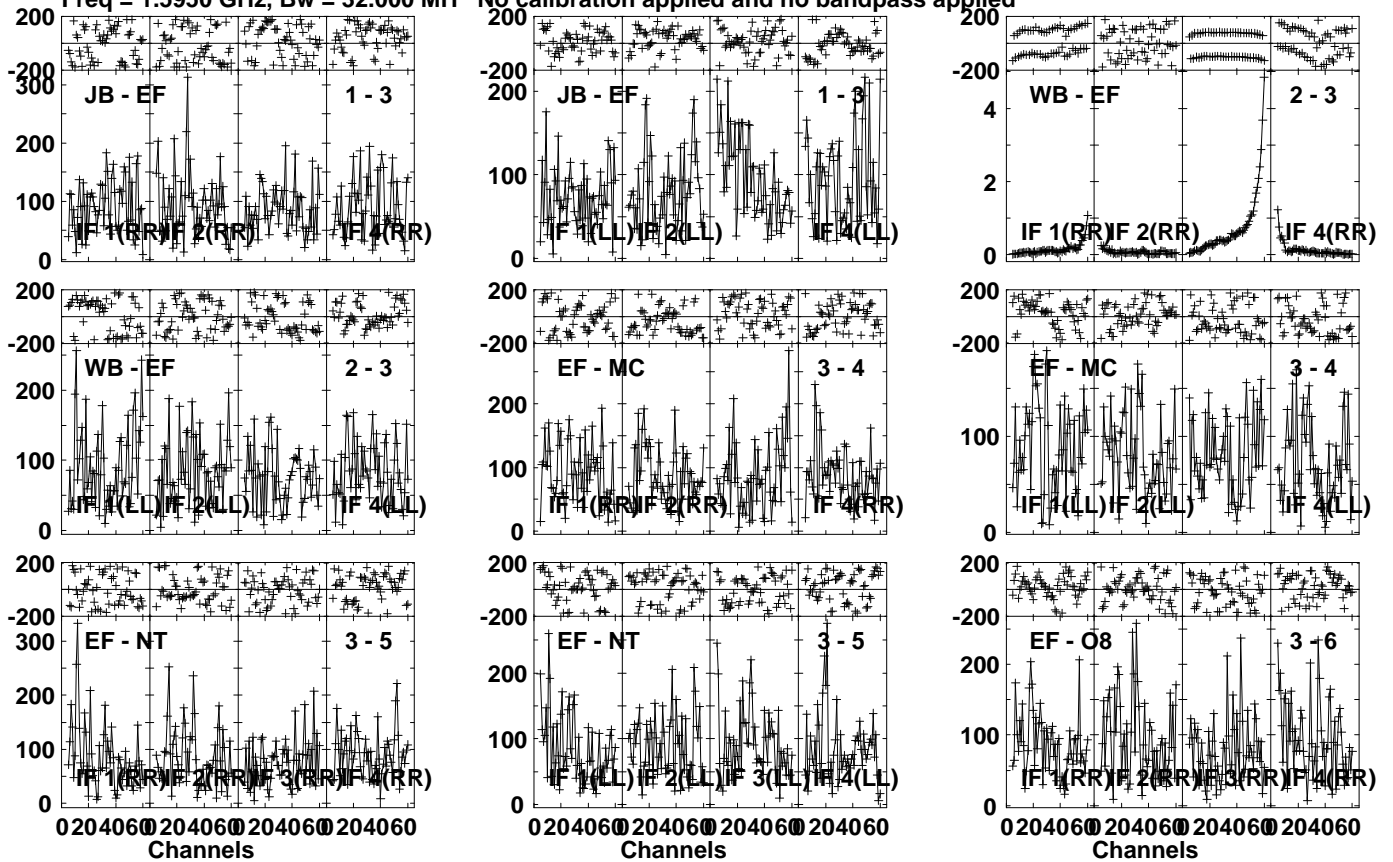 Freq = 1.5950 GHz, Bw = 32.000 MH No calibration applied and no bandpass applied
200
-200
300
200
100
0
JB - EF 1 - 3
IF 1(RR) IF 2(RR) IF 4(RR)
200
-200
200
100
0
JB - EF 1 - 3
IF 1(LL) IF 2(LL) IF 4(LL)
200
-200
4
2
0
WB - EF 2 - 3
IF 1(RR) IF 2(RR) IF 4(RR)
200
-200
300
200
100
0
WB - EF 2 - 3
IF 1(LL) IF 2(LL) IF 4(LL)
200
-200
200
100
0
EF - MC 3 - 4
IF 1(RR) IF 2(RR) IF 4(RR)
200
-200
200
100
0
EF - MC 3 - 4
IF 1(LL) IF 2(LL) IF 4(LL)
200
-200
300
200
100
0
EF - NT 3 - 5
IF 1(RR) IF 2(RR) IF 3(RR) IF 4(RR)
0 20 40 60 0 20 40 60 0 20 40 60 0 20 40 60
Channels
200
-200
200
100
0
EF - NT 3 - 5
IF 1(LL) IF 2(LL) IF 3(LL) IF 4(LL)
0 20 40 60 0 20 40 60 0 20 40 60 0 20 40 60
Channels
200
-200
200
100
0
EF - O8 3 - 6
IF 1(RR) IF 2(RR) IF 3(RR) IF 4(RR)
0 20 40 60 0 20 40 60 0 20 40 60 0 20 40 60
Channels